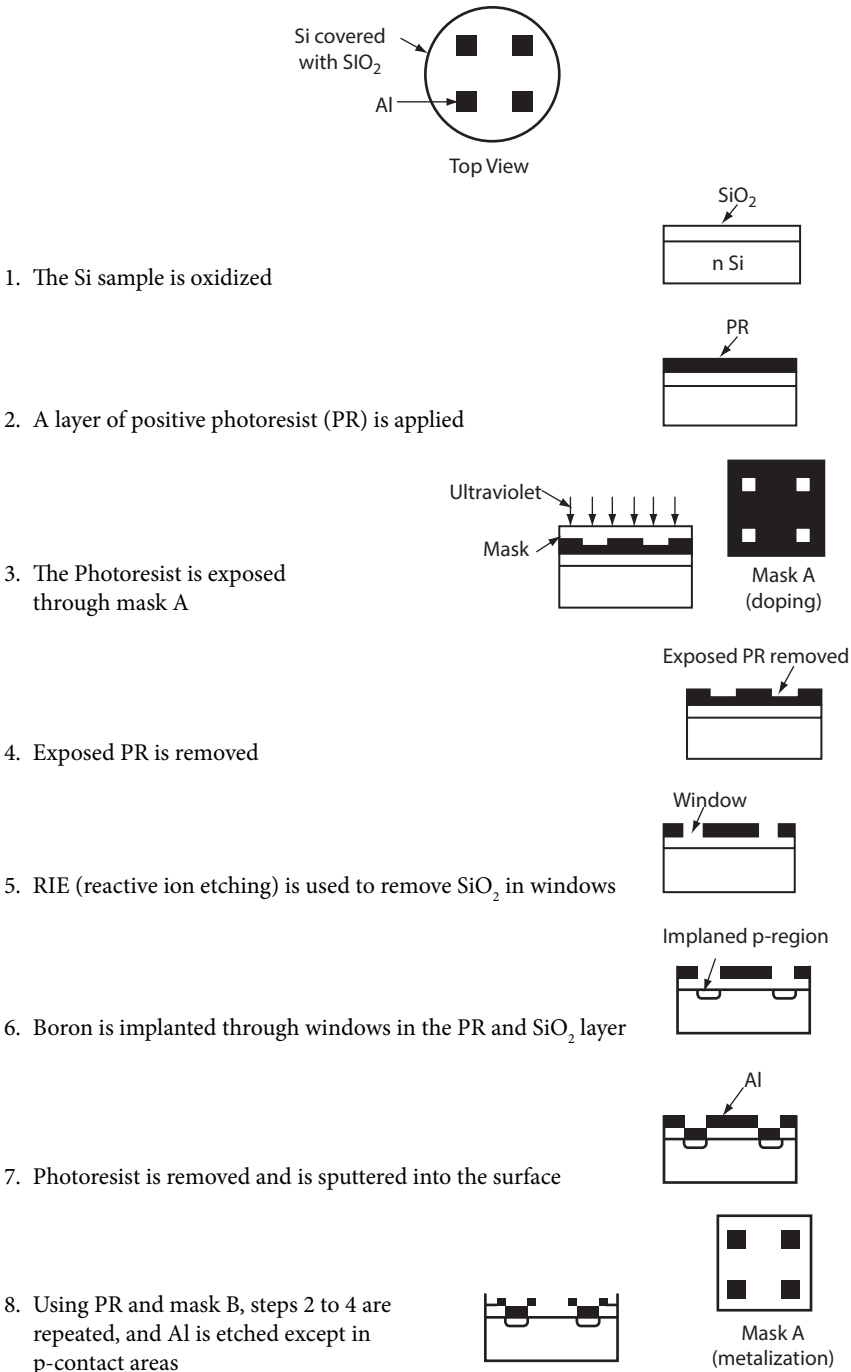 Si covered
with SIO2
Al
Top View
SiO2
n Si
1. The Si sample is oxidized
PR
2. A layer of positive photoresist (PR) is applied
Ultraviolet
Mask
3. The Photoresist is exposed
through mask A
Mask A
(doping)
Exposed PR removed
4. Exposed PR is removed
Window
5. RIE (reactive ion etching) is used to remove SiO2 in windows
Implaned p-region
6. Boron is implanted through windows in the PR and SiO2 layer
Al
7. Photoresist is removed and is sputtered into the surface
8. Using PR and mask B, steps 2 to 4 are
repeated, and Al is etched except in
p-contact areas
Mask A
(metalization)